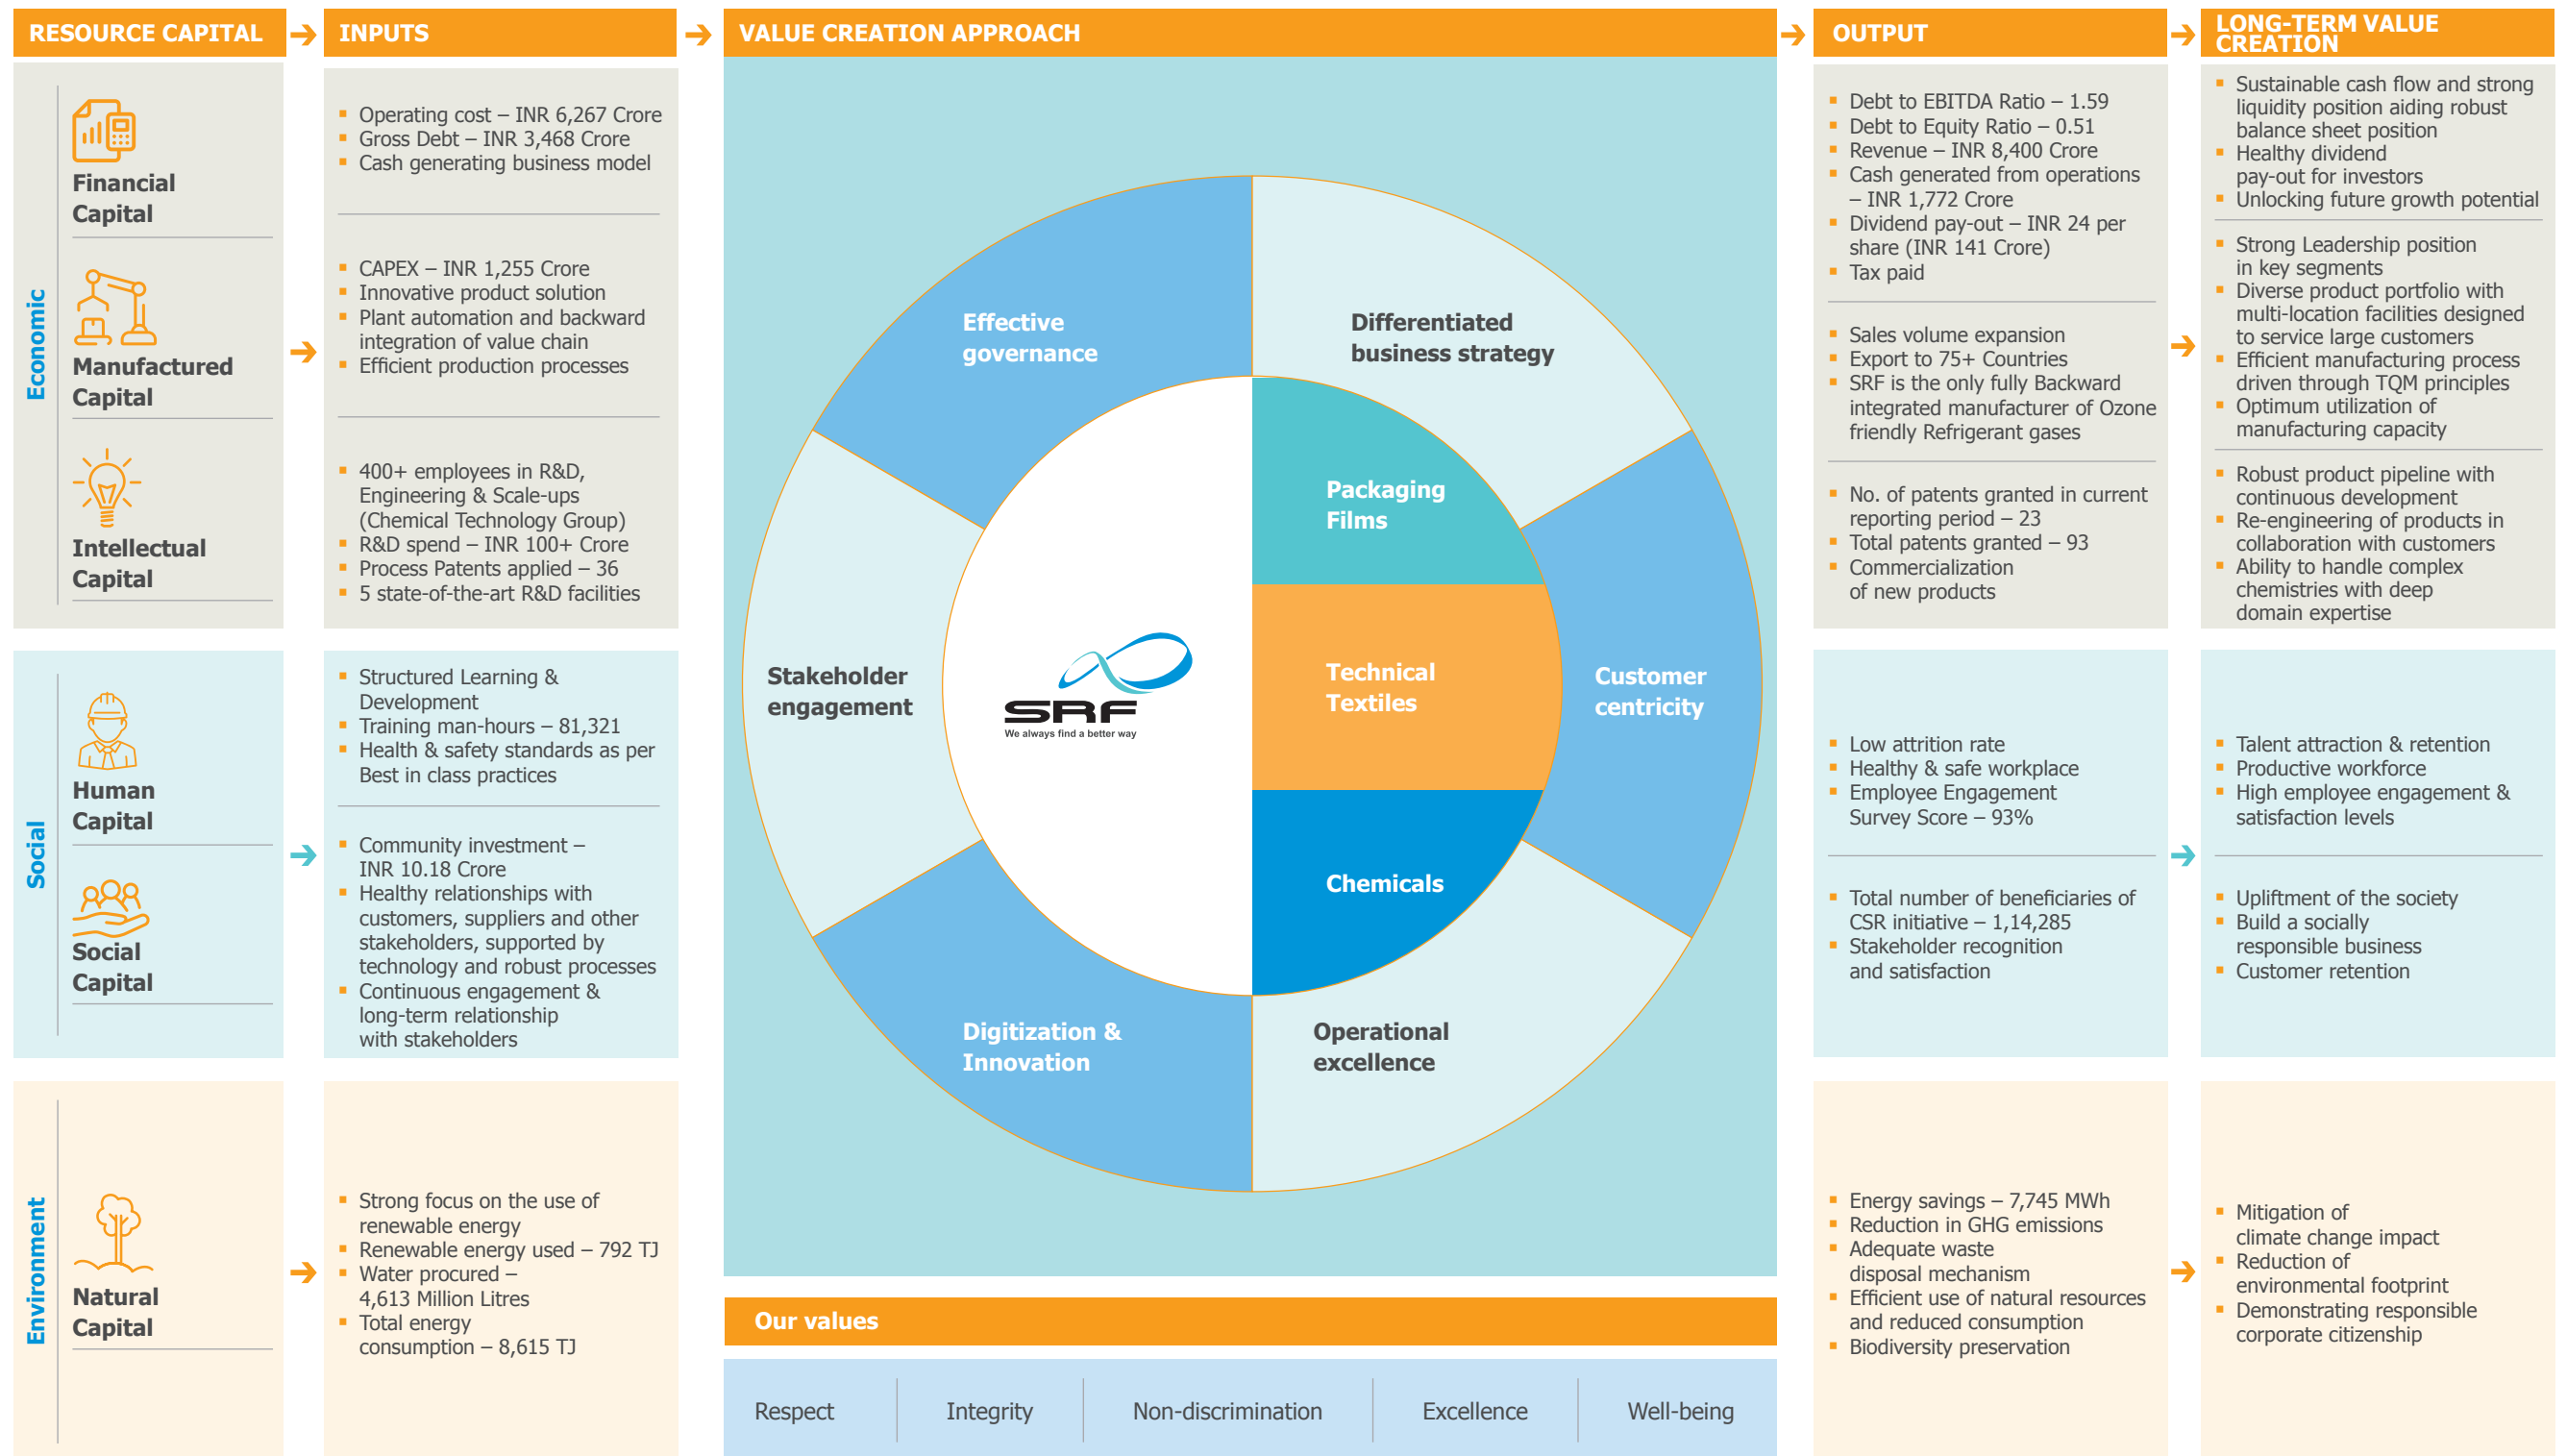 RESOURCE CAPITAL
INPUTS
VALUE CREATION APPROACH
OUTPUT
LONG-TERM VALUE
CREATION
Economic
Financial
Capital
Manufactured
Capital
Intellectual
Capital
▪ Operating cost – INR 6,267 Crore
▪ Gross Debt – INR 3,468 Crore
▪ Cash generating business model
▪ CAPEX – INR 1,255 Crore
▪ Innovative product solution
▪ Plant automation and backward
integration of value chain
▪ Efficient production processes
▪ 400+ employees in R&D,
Engineering & Scale-ups
(Chemical Technology Group)
▪ R&D spend – INR 100+ Crore
▪ Process Patents applied – 36
▪ 5 state-of-the-art R&D facilities
Social
Human
Capital
Social
Capital
▪ Structured Learning &
Development
▪ Training man-hours – 81,321
▪ Health & safety standards as per
Best in class practices
▪ Community investment –
INR 10.18 Crore
▪ Healthy relationships with
customers, suppliers and other
stakeholders, supported by
technology and robust processes
▪ Continuous engagement &
long-term relationship
with stakeholders
Environment
Natural
Capital
▪ Strong focus on the use of
renewable energy
▪ Renewable energy used – 792 TJ
▪ Water procured –
4,613 Million Litres
▪ Total energy
consumption – 8,615 TJ
Effective
governance
Differentiated
business strategy
Packaging
Films
Stakeholder
engagement
SRF
We always find a better way
Technical
Textiles
Customer
centricity
Chemicals
Digitization &
Innovation
Operational
excellence
Our values
Respect
Integrity
Non-discrimination
Excellence
Well-being
▪ Debt to EBITDA Ratio – 1.59
▪ Debt to Equity Ratio – 0.51
▪ Revenue – INR 8,400 Crore
▪ Cash generated from operations
– INR 1,772 Crore
▪ Dividend pay-out – INR 24 per
share (INR 141 Crore)
▪ Tax paid
▪ Sales volume expansion
▪ Export to 75+ Countries
▪ SRF is the only fully Backward
integrated manufacturer of Ozone
friendly Refrigerant gases
▪ No. of patents granted in current
reporting period – 23
▪ Total patents granted – 93
▪ Commercialization
of new products
▪ Low attrition rate
▪ Healthy & safe workplace
▪ Employee Engagement
Survey Score – 93%
▪ Total number of beneficiaries of
CSR initiative – 1,14,285
▪ Stakeholder recognition
and satisfaction
▪ Energy savings – 7,745 MWh
▪ Reduction in GHG emissions
▪ Adequate waste
disposal mechanism
▪ Efficient use of natural resources
and reduced consumption
▪ Biodiversity preservation
▪ Sustainable cash flow and strong
liquidity position aiding robust
balance sheet position
▪ Healthy dividend
pay-out for investors
▪ Unlocking future growth potential
▪ Strong Leadership position
in key segments
▪ Diverse product portfolio with
multi-location facilities designed
to service large customers
▪ Efficient manufacturing process
driven through TQM principles
▪ Optimum utilization of
manufacturing capacity
▪ Robust product pipeline with
continuous development
▪ Re-engineering of products in
collaboration with customers
▪ Ability to handle complex
chemistries with deep
domain expertise
▪ Talent attraction & retention
▪ Productive workforce
▪ High employee engagement &
satisfaction levels
▪ Upliftment of the society
▪ Build a socially
responsible business
▪ Customer retention
▪ Mitigation of
climate change impact
▪ Reduction of
environmental footprint
▪ Demonstrating responsible
corporate citizenship